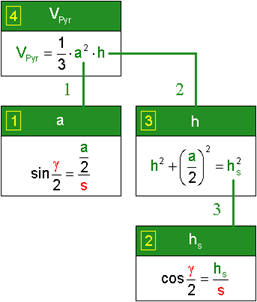 4 V_Pyr
V_Pyr = 1/3 · a² · h
1 2
1 a
sin γ/2 = (a/2)/s
3 h
h² + (a/2)² = h_s²
3
2 h_s
cos γ/2 = h_s/s